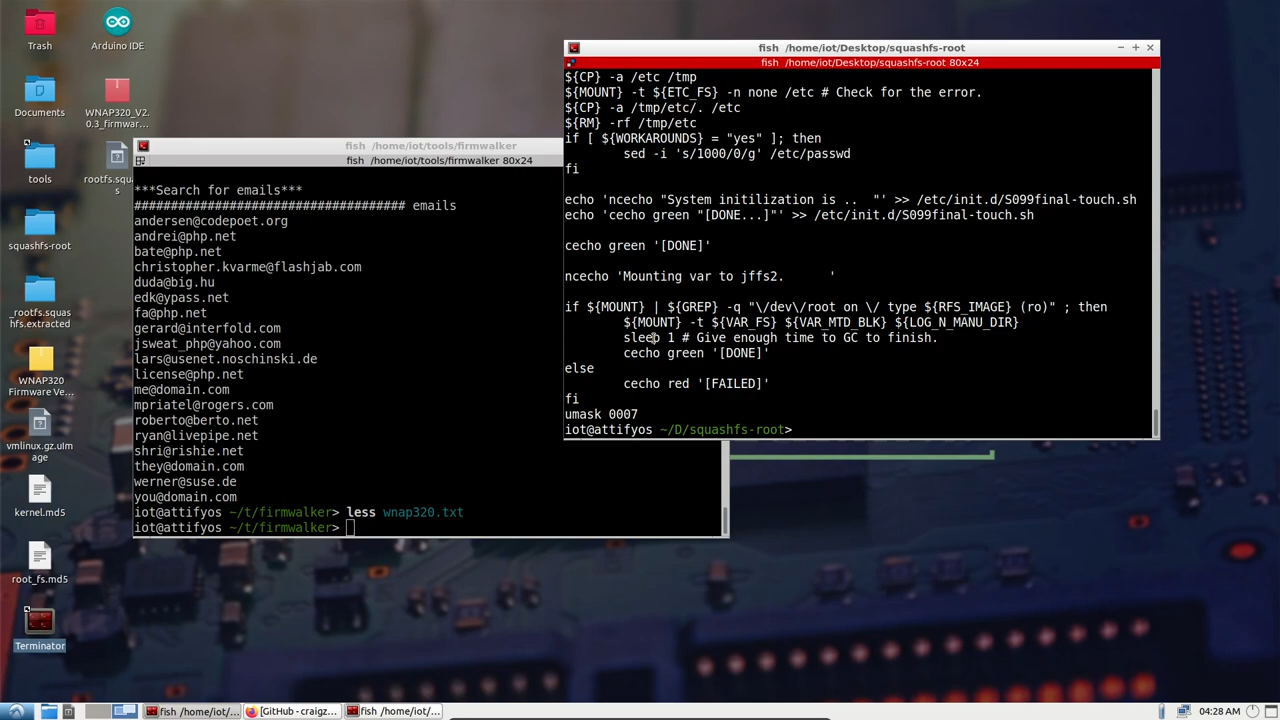 Trash
Arduino IDE
Documents
WNAP320_V2.
0.3_firmwar...
tools
rootfs.squa
s
squashfs-root
_rootfs.squa
shfs.extracted
WNAP320
Firmware Ve...
vmlinux.gz.uIm
age
kernel.md5
root_fs.md5
Terminator
fish /home/iot/tools/firmwalker
fish /home/iot/tools/firmwalker 80x24
***Search for emails***
##################################### emails
andersen@codepoet.org
andrei@php.net
bate@php.net
christopher.kvarme@flashjab.com
duda@big.hu
edk@ypass.net
fa@php.net
gerard@interfold.com
jsweat_php@yahoo.com
lars@usenet.noschinski.de
license@php.net
me@domain.com
mpriatel@rogers.com
roberto@berto.net
ryan@livepipe.net
shri@rishie.net
they@domain.com
werner@suse.de
you@domain.com
iot@attifyos ~/t/firmwalker> less wnap320.txt
iot@attifyos ~/t/firmwalker>
fish /home/iot/Desktop/squashfs-root
fish /home/iot/Desktop/squashfs-root 80x24
${CP} -a /etc /tmp
${MOUNT} -t ${ETC_FS} -n none /etc # Check for the error.
${CP} -a /tmp/etc/. /etc
${RM} -rf /tmp/etc
if [ ${WORKAROUNDS} = "yes" ]; then
sed -i 's/1000/0/g' /etc/passwd
fi
echo 'ncecho "System initilization is ..  "' >> /etc/init.d/S099final-touch.sh
echo 'cecho green "[DONE...]"' >> /etc/init.d/S099final-touch.sh
cecho green '[DONE]'
ncecho 'Mounting var to jffs2.      '
if ${MOUNT} | ${GREP} -q "\/dev\/root on \/ type ${RFS_IMAGE} (ro)" ; then
${MOUNT} -t ${VAR_FS} ${VAR_MTD_BLK} ${LOG_N_MANU_DIR}
sleep 1 # Give enough time to GC to finish.
cecho green '[DONE]'
else
cecho red '[FAILED]'
fi
umask 0007
iot@attifyos ~/D/squashfs-root>
fish /home/iot/...
[GitHub - craigz...
fish /home/iot/...
04:28 AM